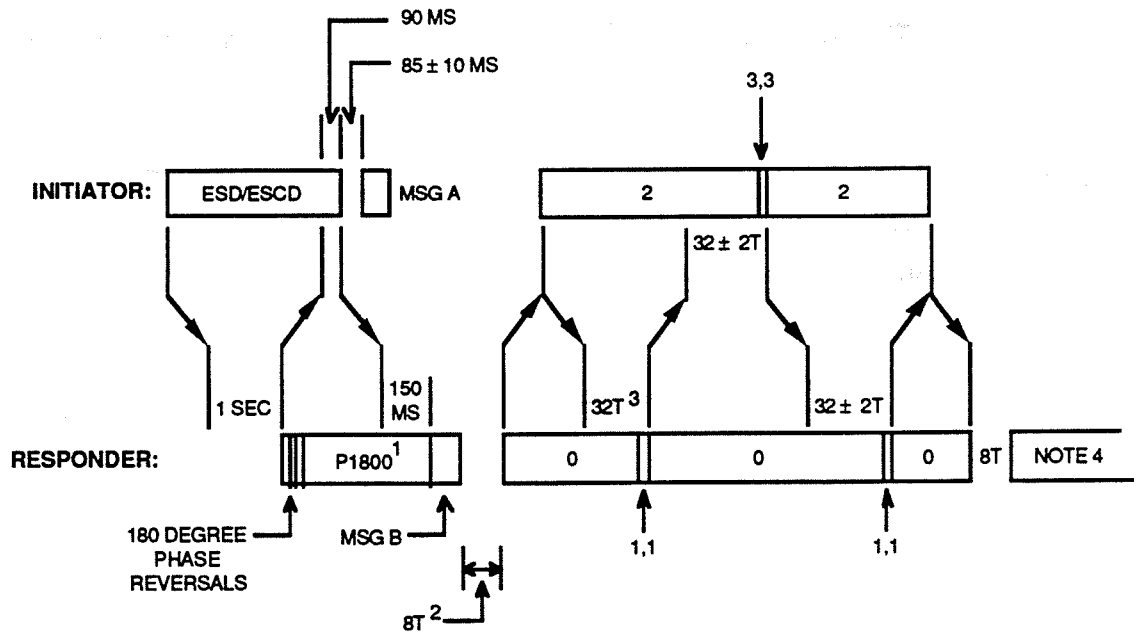 90 MS
85 ± 10 MS
3,3
INITIATOR:
ESD/ESCD
MSG A
2
2
32 ± 2T
1 SEC
150
MS
32T 3
32 ± 2T
RESPONDER:
P1800 1
0
0
0
8T
NOTE 4
180 DEGREE
PHASE
REVERSALS
MSG B
1,1
1,1
8T 2